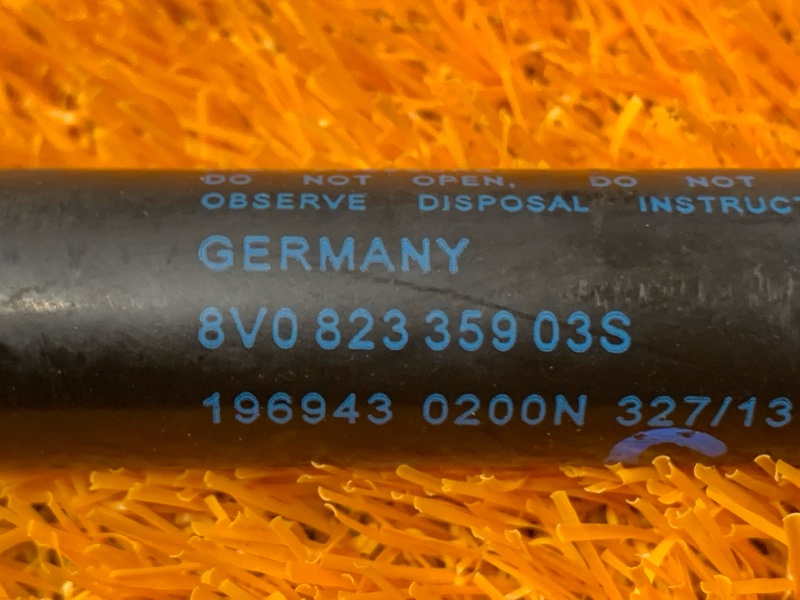 DO NOT OPEN, DO NOT
OBSERVE DISPOSAL INSTRUCT
GERMANY
8V0 823 359 03S
196943 0200N 327/13